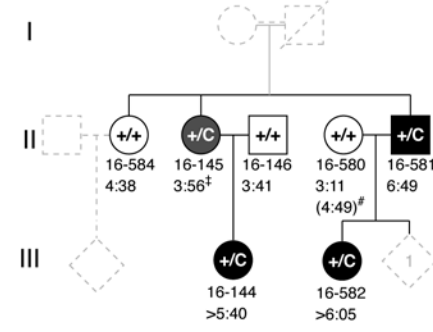 I
II
+/+ +/C +/+ +/+ +/C
16-584 16-145 16-146 16-580 16-581
4:38 3:56‡ 3:41 3:11 6:49
(4:49)#
III
+/C +/C 1
16-144 16-582
>5:40 >6:05